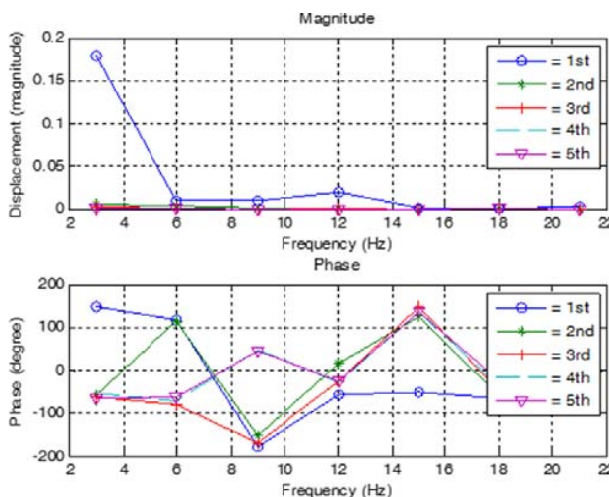 Magnitude
Displacement (magnitude)
0.2
0.15
0.1
0.05
0
= 1st
= 2nd
= 3rd
= 4th
= 5th
2 4 6 8 10 12 14 16 18 20 22
Frequency (Hz)
Phase
Phase (degree)
200
100
0
-100
-200
= 1st
= 2nd
= 3rd
= 4th
= 5th
2 4 6 8 10 12 14 16 18 20 22
Frequency (Hz)